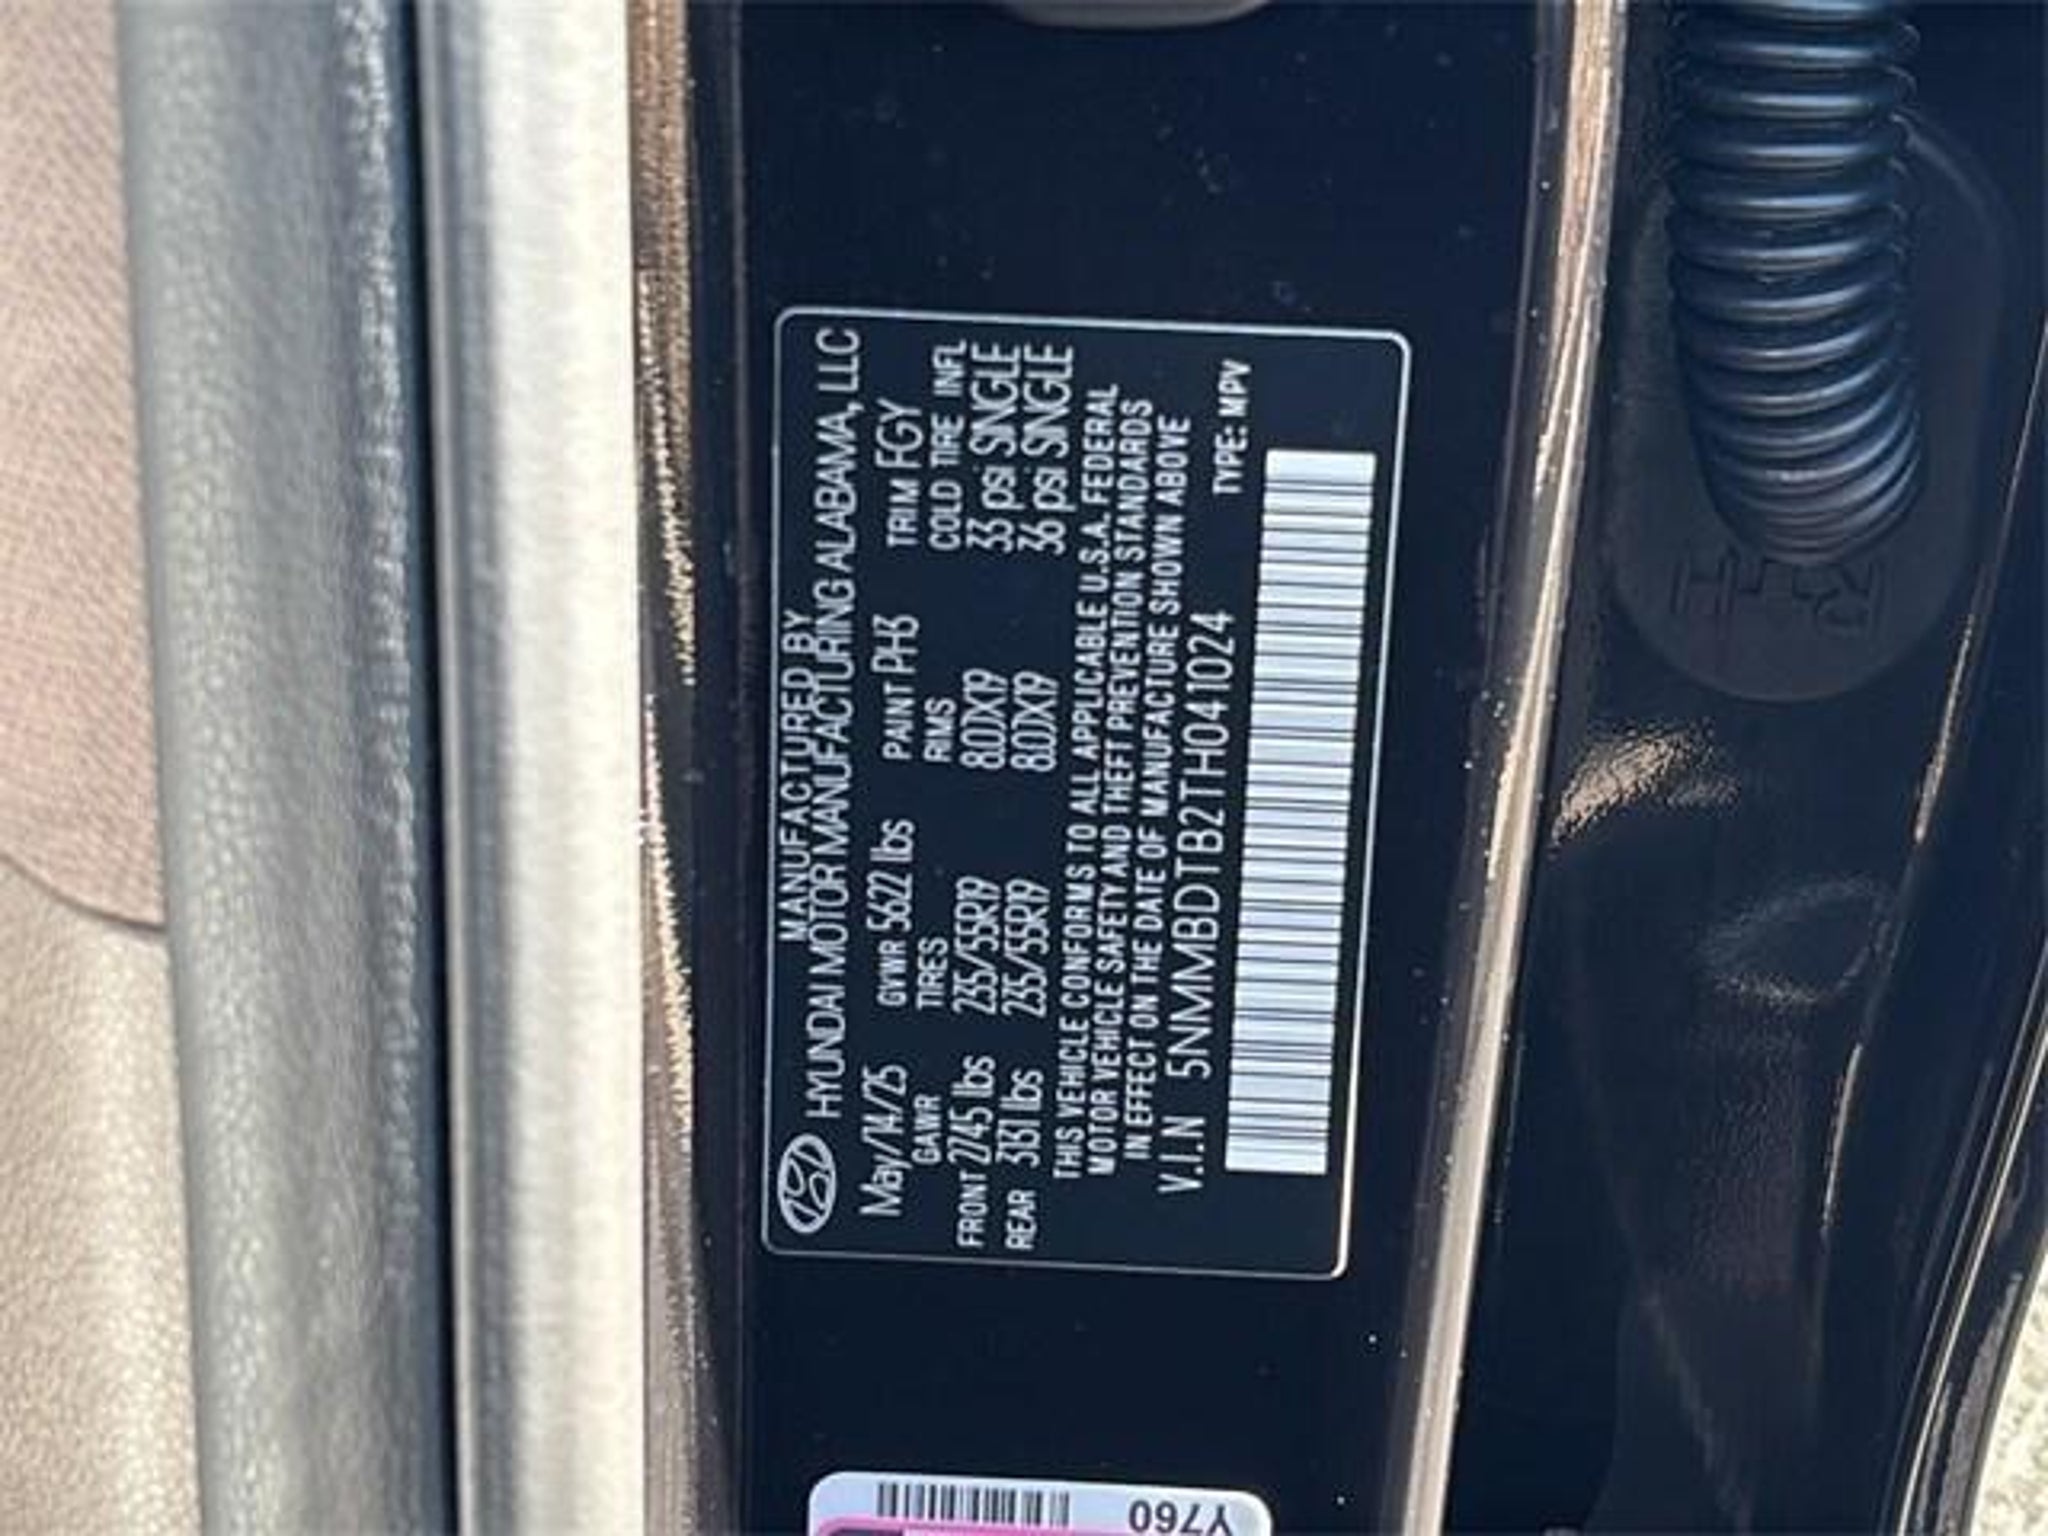 MANUFACTURED BY
HYUNDAI MOTOR MANUFACTURING ALABAMA, LLC
May/14/25 GVWR 5622 lbs PAINT PH3 TRIM FGY
GAWR TIRES RIMS COLD TIRE INFL
FRONT 2745 lbs 235/55R19 8.0JX19 33 psi SINGLE
REAR 3131 lbs 235/55R19 8.0JX19 36 psi SINGLE
THIS VEHICLE CONFORMS TO ALL APPLICABLE U.S.A. FEDERAL
MOTOR VEHICLE SAFETY AND THEFT PREVENTION STANDARDS
IN EFFECT ON THE DATE OF MANUFACTURE SHOWN ABOVE
V.I.N 5NMMBDTB2TH041024
TYPE: MPV
Y760